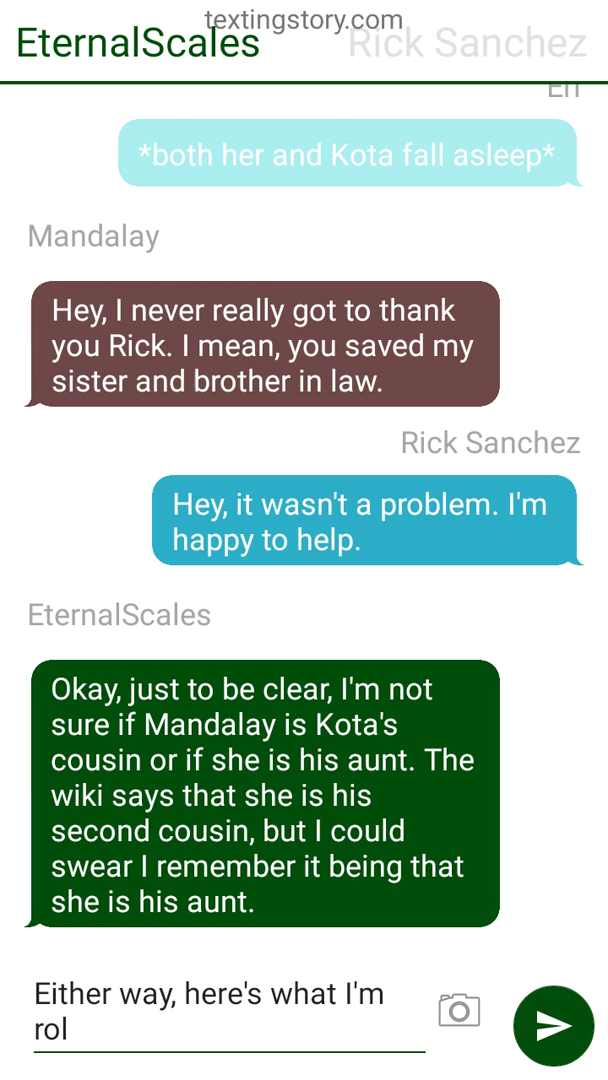 textingstory.com
EternalScales
Rick Sanchez
Eri
*both her and Kota fall asleep*
Mandalay
Hey, I never really got to thank
you Rick. I mean, you saved my
sister and brother in law.
Rick Sanchez
Hey, it wasn't a problem. I'm
happy to help.
EternalScales
Okay, just to be clear, I'm not
sure if Mandalay is Kota's
cousin or if she is his aunt. The
wiki says that she is his
second cousin, but I could
swear I remember it being that
she is his aunt.
Either way, here's what I'm
rol